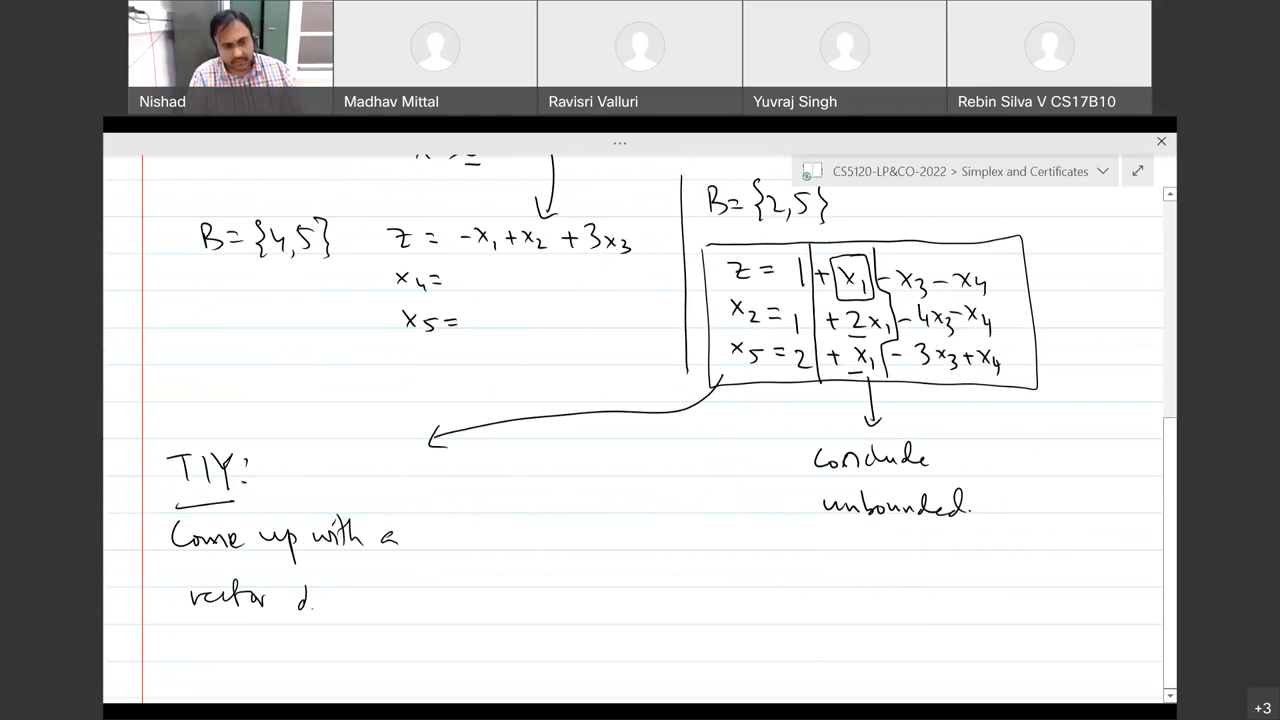 Nishad
Madhav Mittal
Ravisri Valluri
Yuvraj Singh
Rebin Silva V CS17B10
CS5120-LP&CO-2022 > Simplex and Certificates
B = {4,5}
z = -x₁ + x₂ + 3x₃
x₄ =
x₅ =
B = {2,5}
z = 1 + x₁ - x₃ - x₄
x₂ = 1 + 2x₁ - 4x₃ - x₄
x₅ = 2 + x₁ - 3x₃ + x₄
conclude
unbounded.
TIY:
Come up with a
vector d.
+3